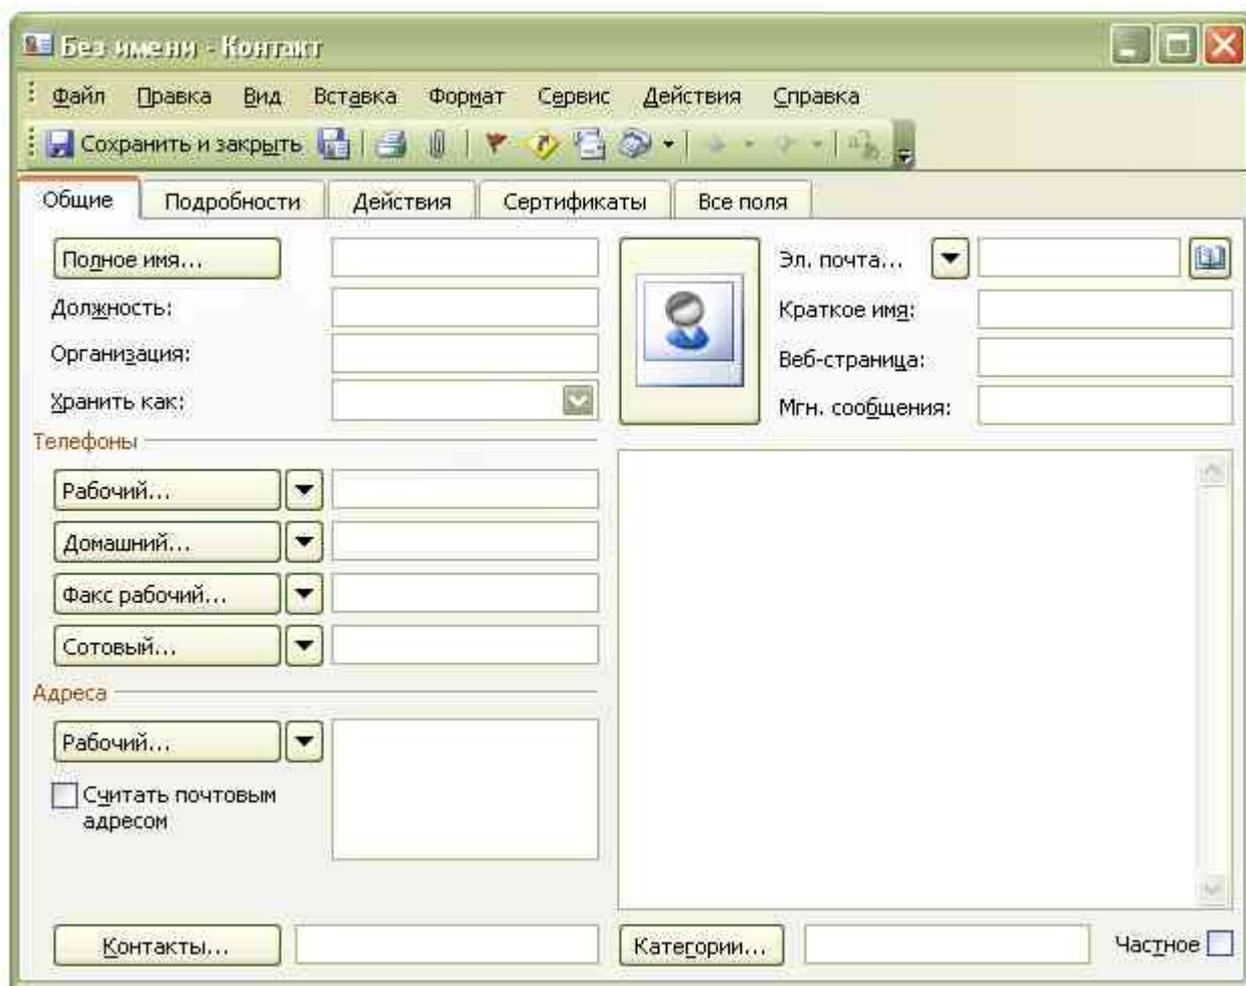 Без имени - Контакт
Файл Правка Вид Вставка Формат Сервис Действия Справка
Сохранить и закрыть
Общие Подробности Действия Сертификаты Все поля
Полное имя... Эл. почта...
Должность: Краткое имя:
Организация: Веб-страница:
Хранить как: Мгн. сообщения:
Телефоны
Рабочий...
Домашний...
Факс рабочий...
Сотовый...
Адреса
Рабочий...
Считать почтовым
адресом
Контакты... Категории... Частное